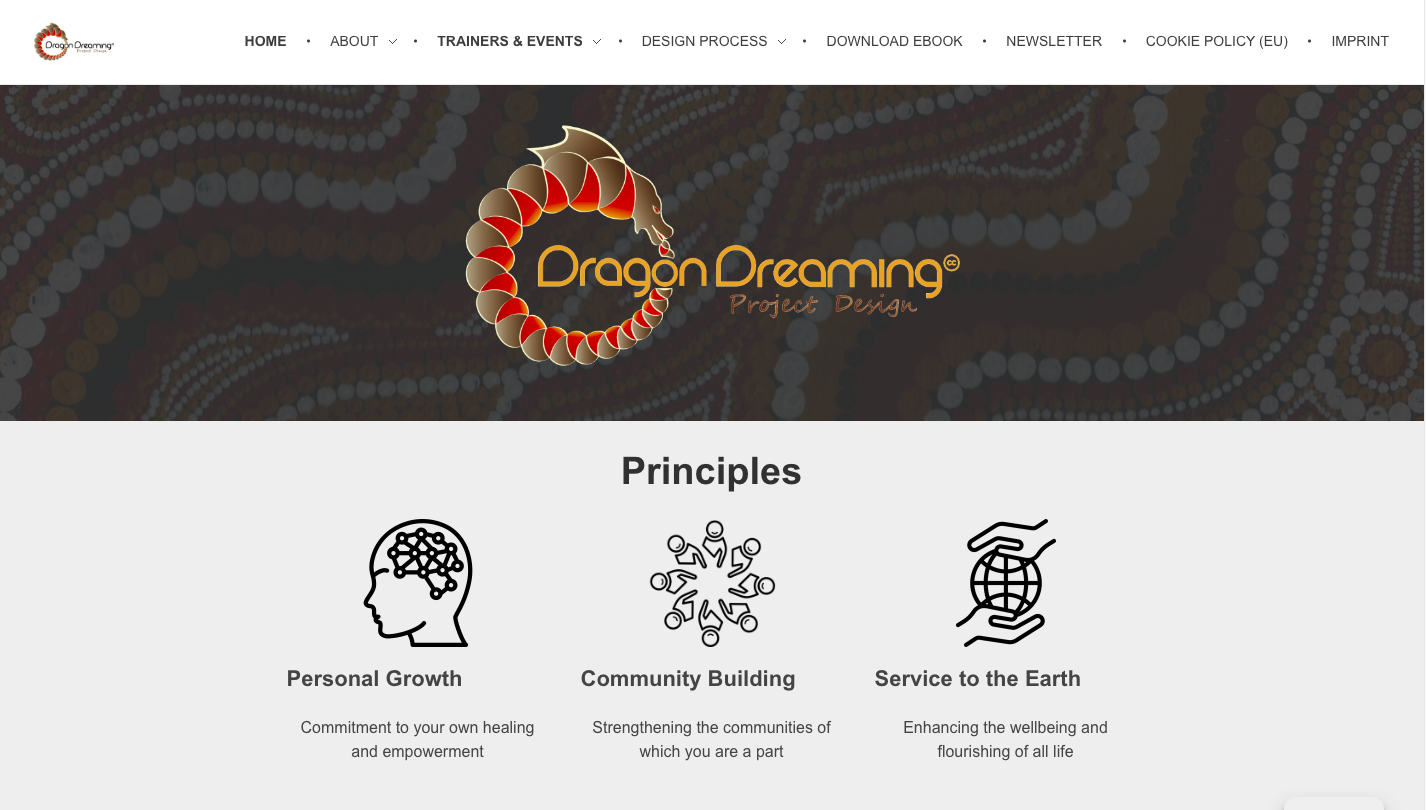 Dragon Dreaming
Project Design
HOME • ABOUT • TRAINERS & EVENTS • DESIGN PROCESS • DOWNLOAD EBOOK • NEWSLETTER • COOKIE POLICY (EU) • IMPRINT
Dragon Dreaming cc
Project Design
Principles
Personal Growth
Community Building
Service to the Earth
Commitment to your own healing
and empowerment
Strengthening the communities of
which you are a part
Enhancing the wellbeing and
flourishing of all life